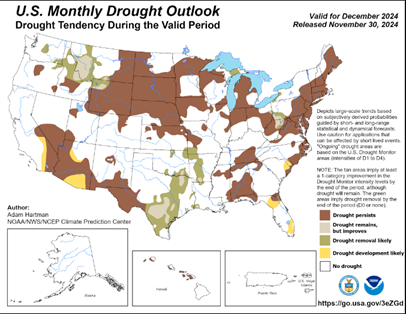 U.S. Monthly Drought Outlook
Drought Tendency During the Valid Period
Valid for December 2024
Released November 30, 2024
Depicts large-scale trends based
on subjectively derived probabilities
guided by short- and long-range
statistical and dynamical forecasts.
Use caution for applications that
can be affected by short lived events.
"Ongoing" drought areas are
based on the U.S. Drought Monitor
areas (intensities of D1 to D4).
NOTE: The tan areas imply at least
a 1-category improvement in the
Drought Monitor intensity levels by
the end of the period, although
drought will remain. The green
areas imply drought removal by the
end of the period (D0 or none).
Author:
Adam Hartman
NOAA/NWS/NCEP Climate Prediction Center
Drought persists
Drought remains,
but improves
Drought removal likely
Drought development likely
No drought
Alaska
Hawaii
Puerto Rico
NOAA
https://go.usa.gov/3eZGd